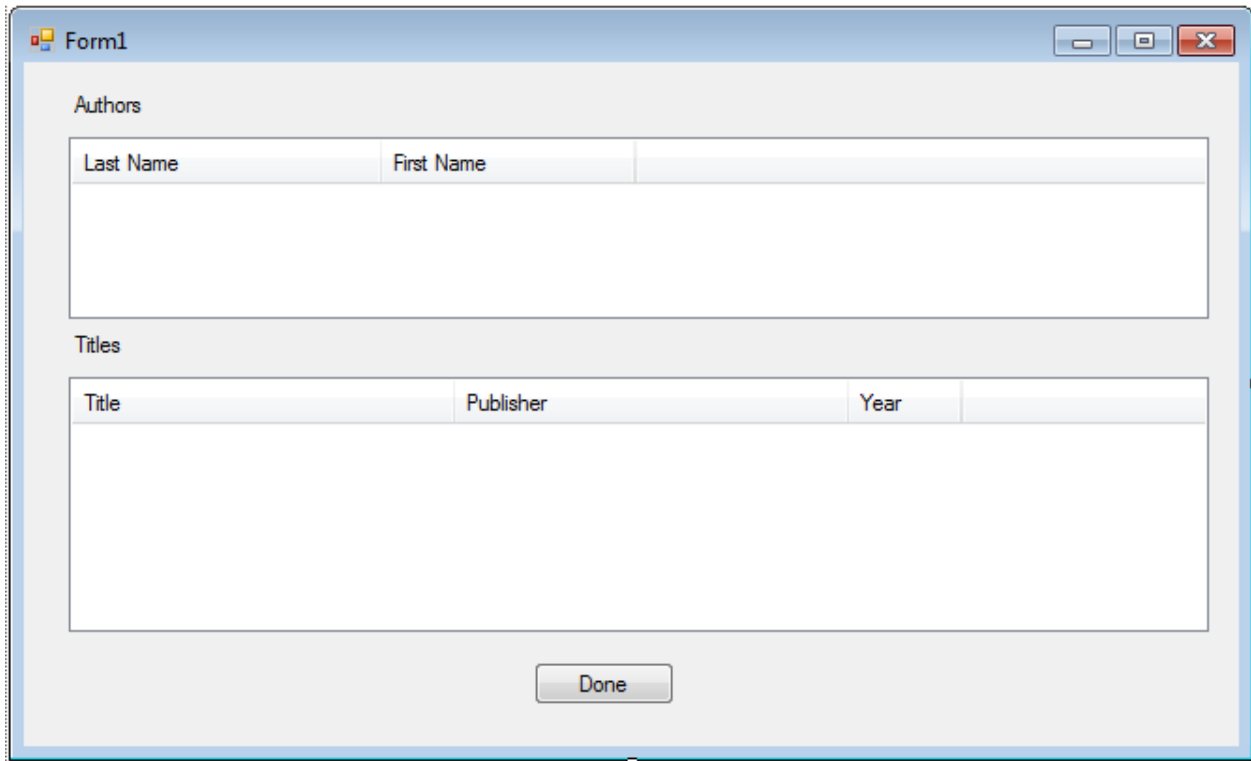 Form1
Authors
Last Name First Name
Titles
Title Publisher Year
Done